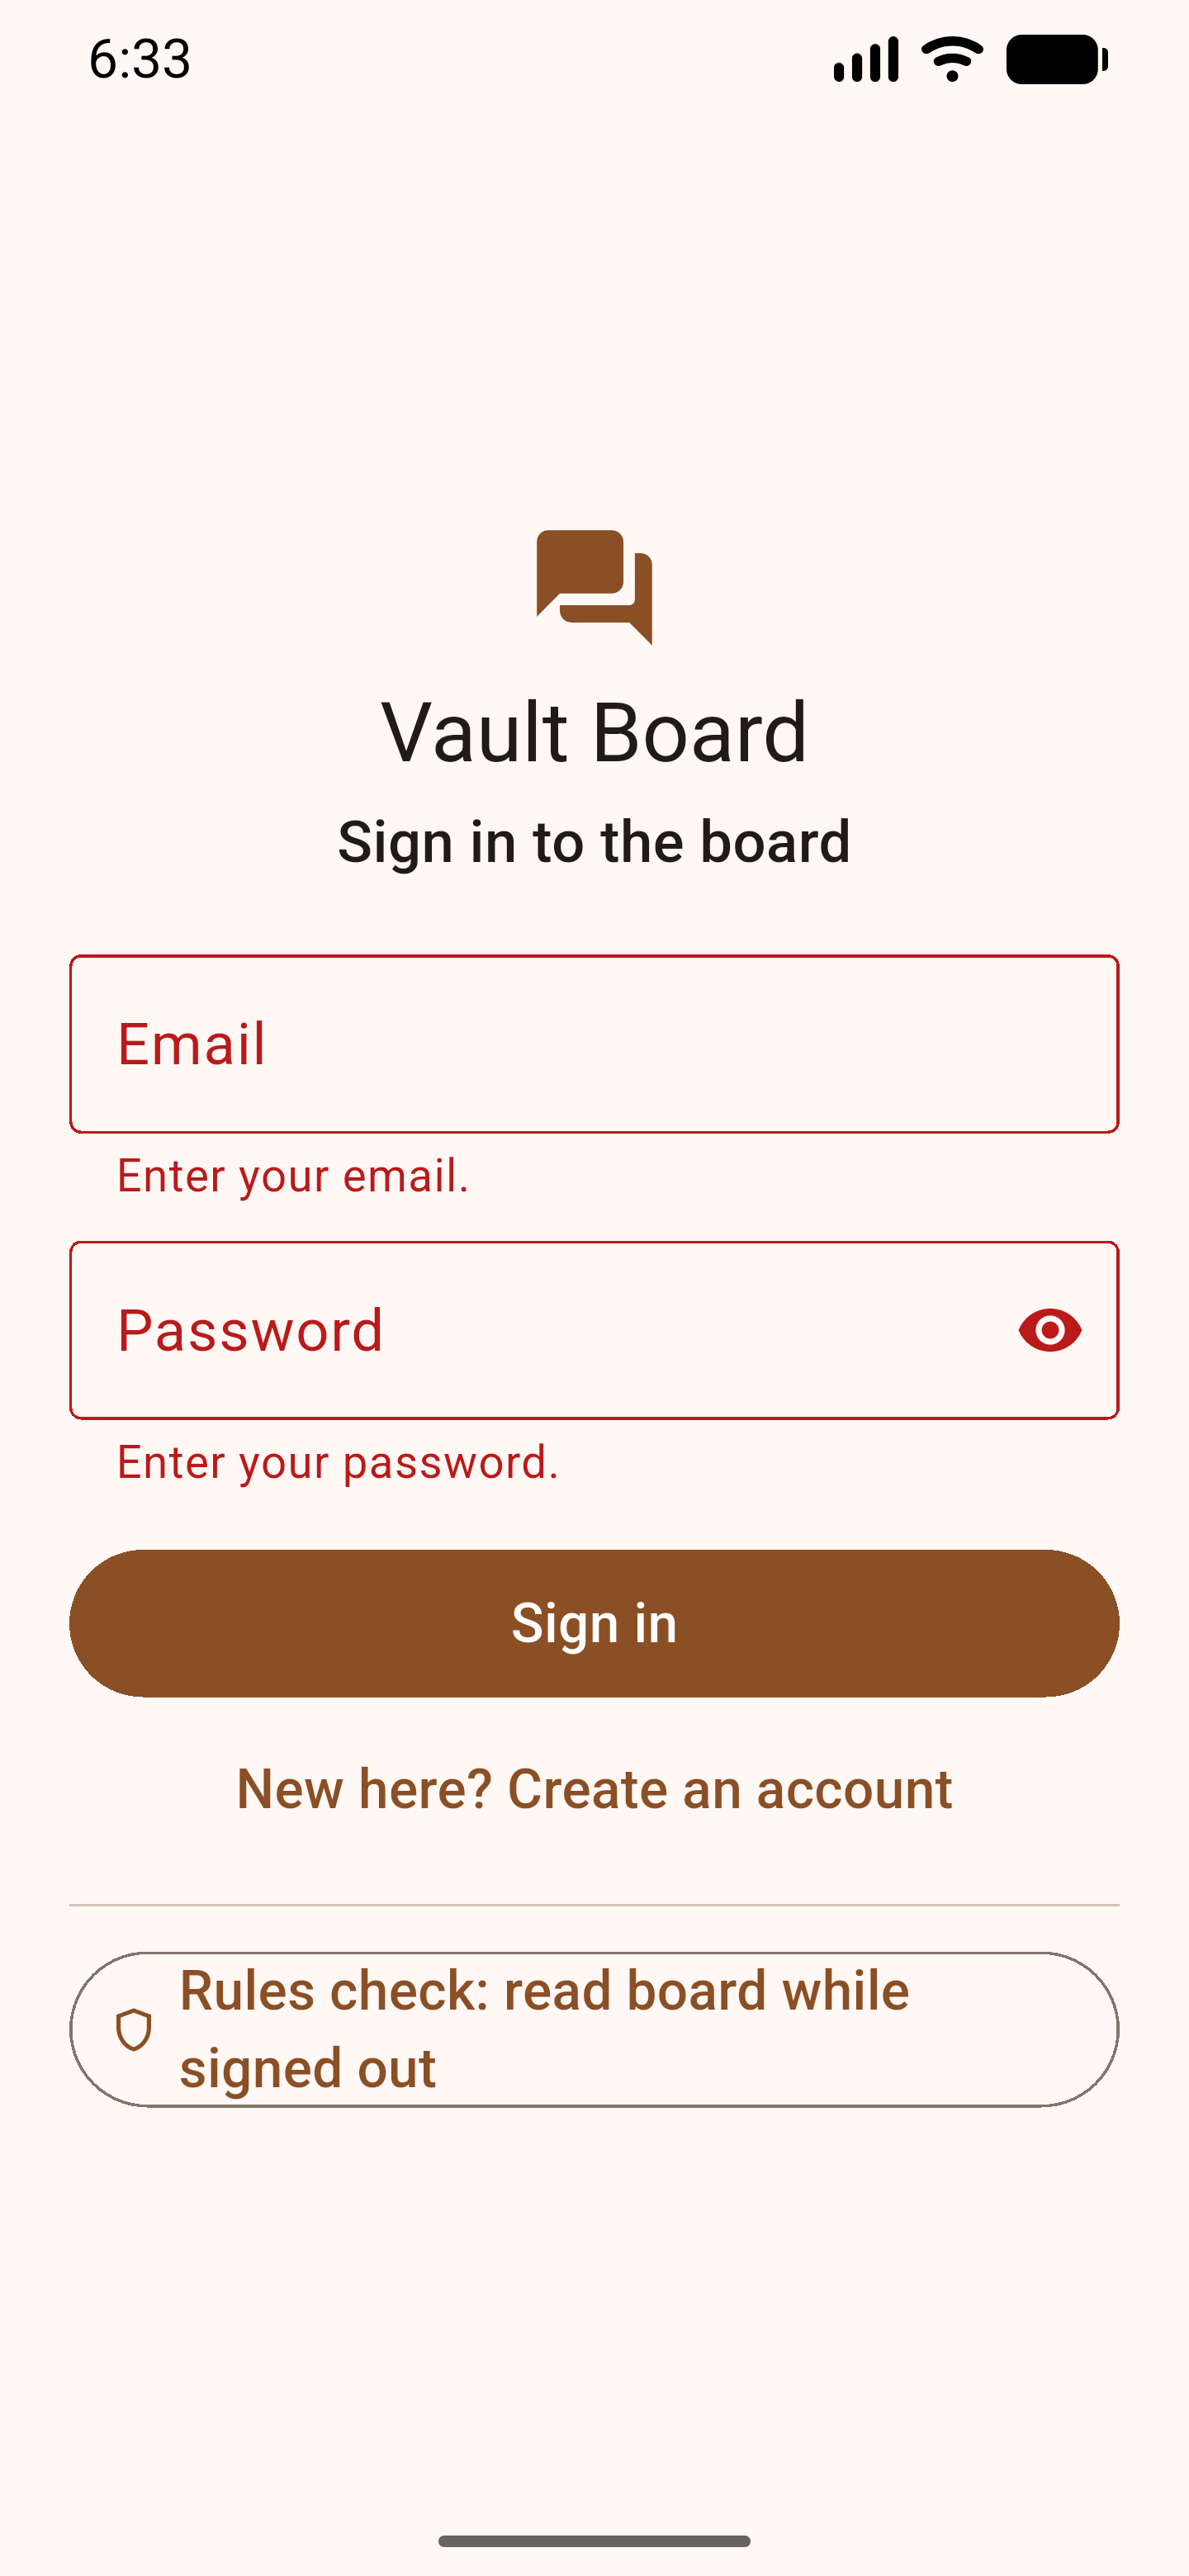 6:33
Vault Board
Sign in to the board
Email
Enter your email.
Password
Enter your password.
Sign in
New here? Create an account
Rules check: read board while
signed out